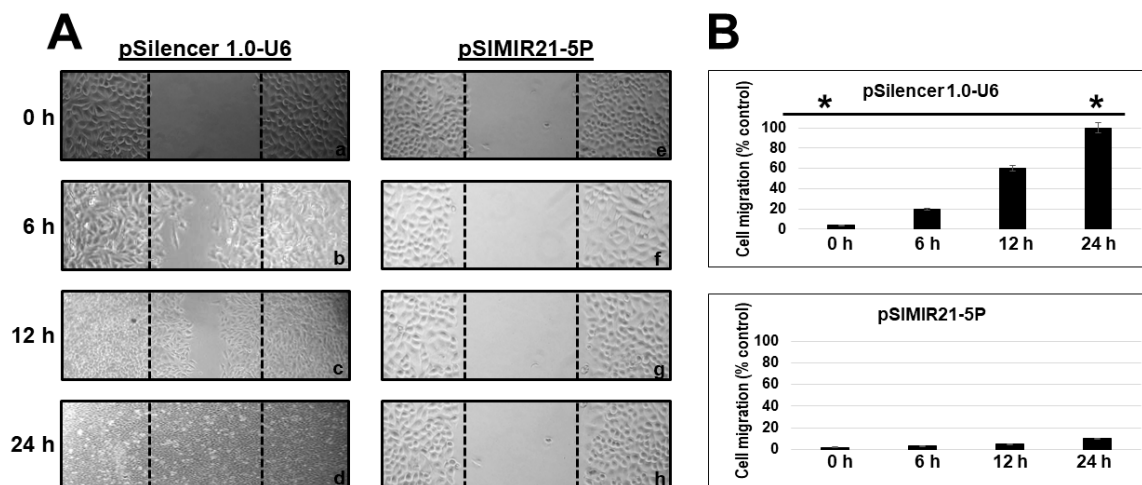 A
pSilencer 1.0-U6
pSIMIR21-5P
0 h
a
e
6 h
b
f
12 h
c
g
24 h
d
h
B
pSilencer 1.0-U6
* *
Cell migration (% control)
100
80
60
40
20
0
0 h 6 h 12 h 24 h
pSIMIR21-5P
Cell migration (% control)
100
80
60
40
20
0
0 h 6 h 12 h 24 h